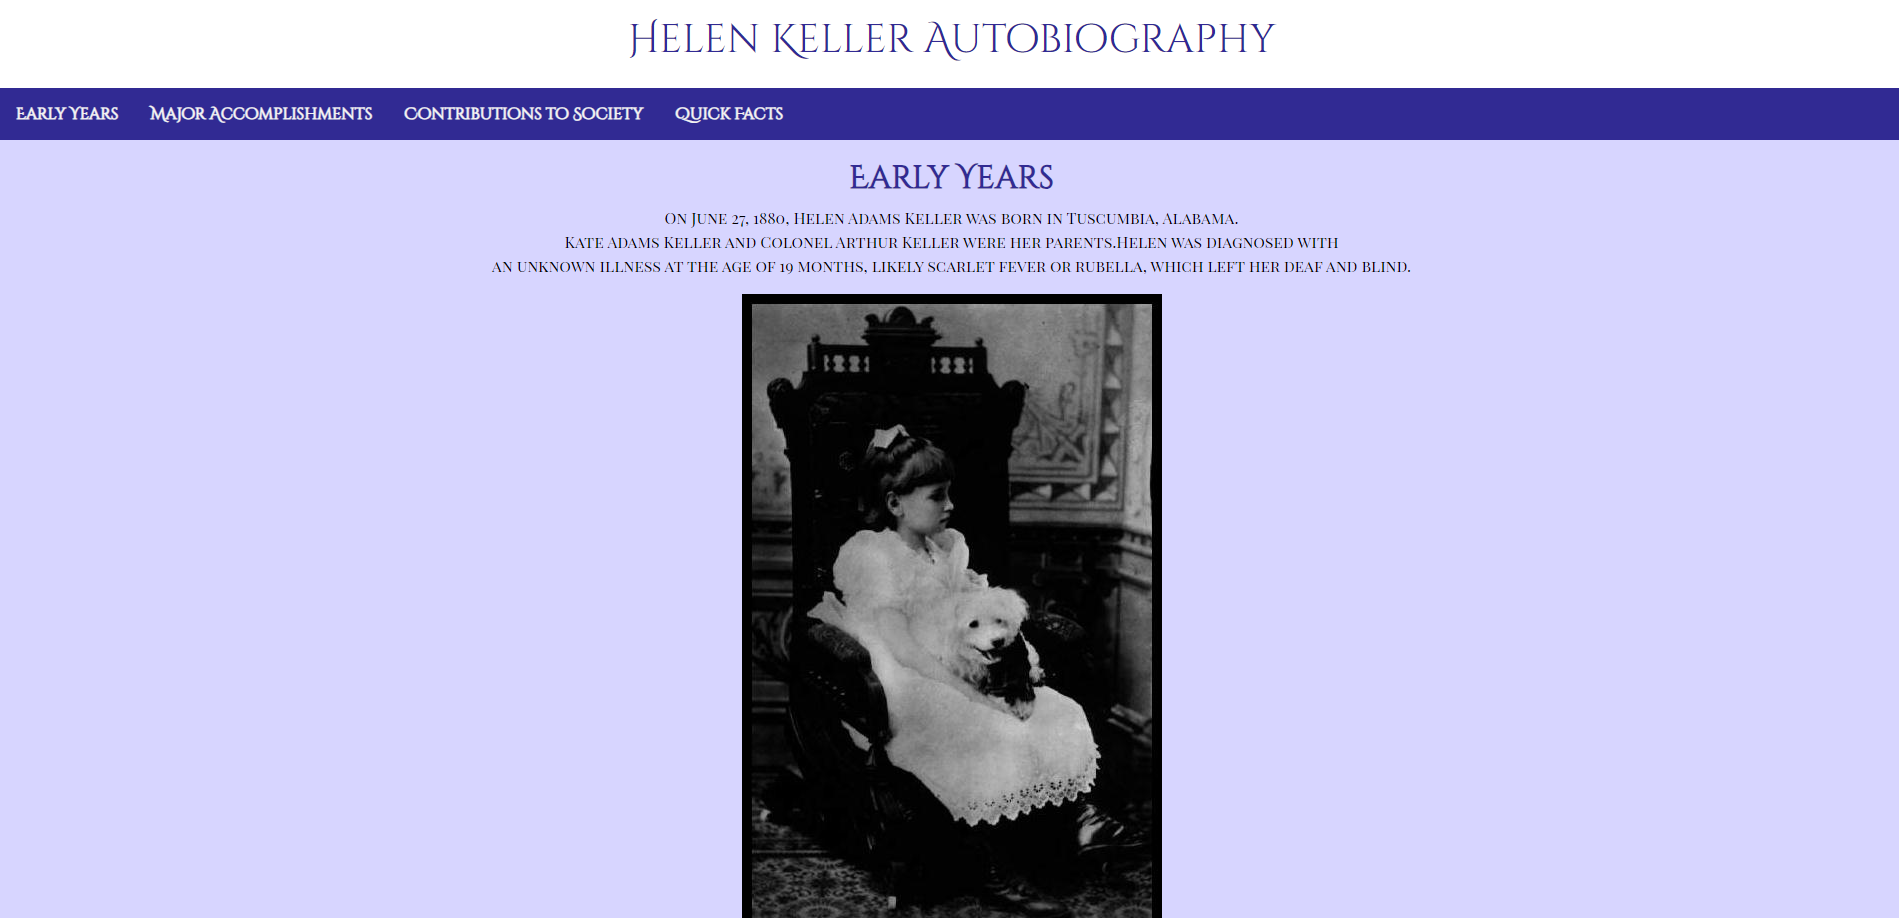 Helen Keller Autobiography
Early Years Major Accomplishments Contributions to Society Quick Facts
Early Years
On June 27, 1880, Helen Adams Keller was born in Tuscumbia, Alabama.
Kate Adams Keller and Colonel Arthur Keller were her parents.Helen was diagnosed with
an unknown illness at the age of 19 months, likely scarlet fever or rubella, which left her deaf and blind.